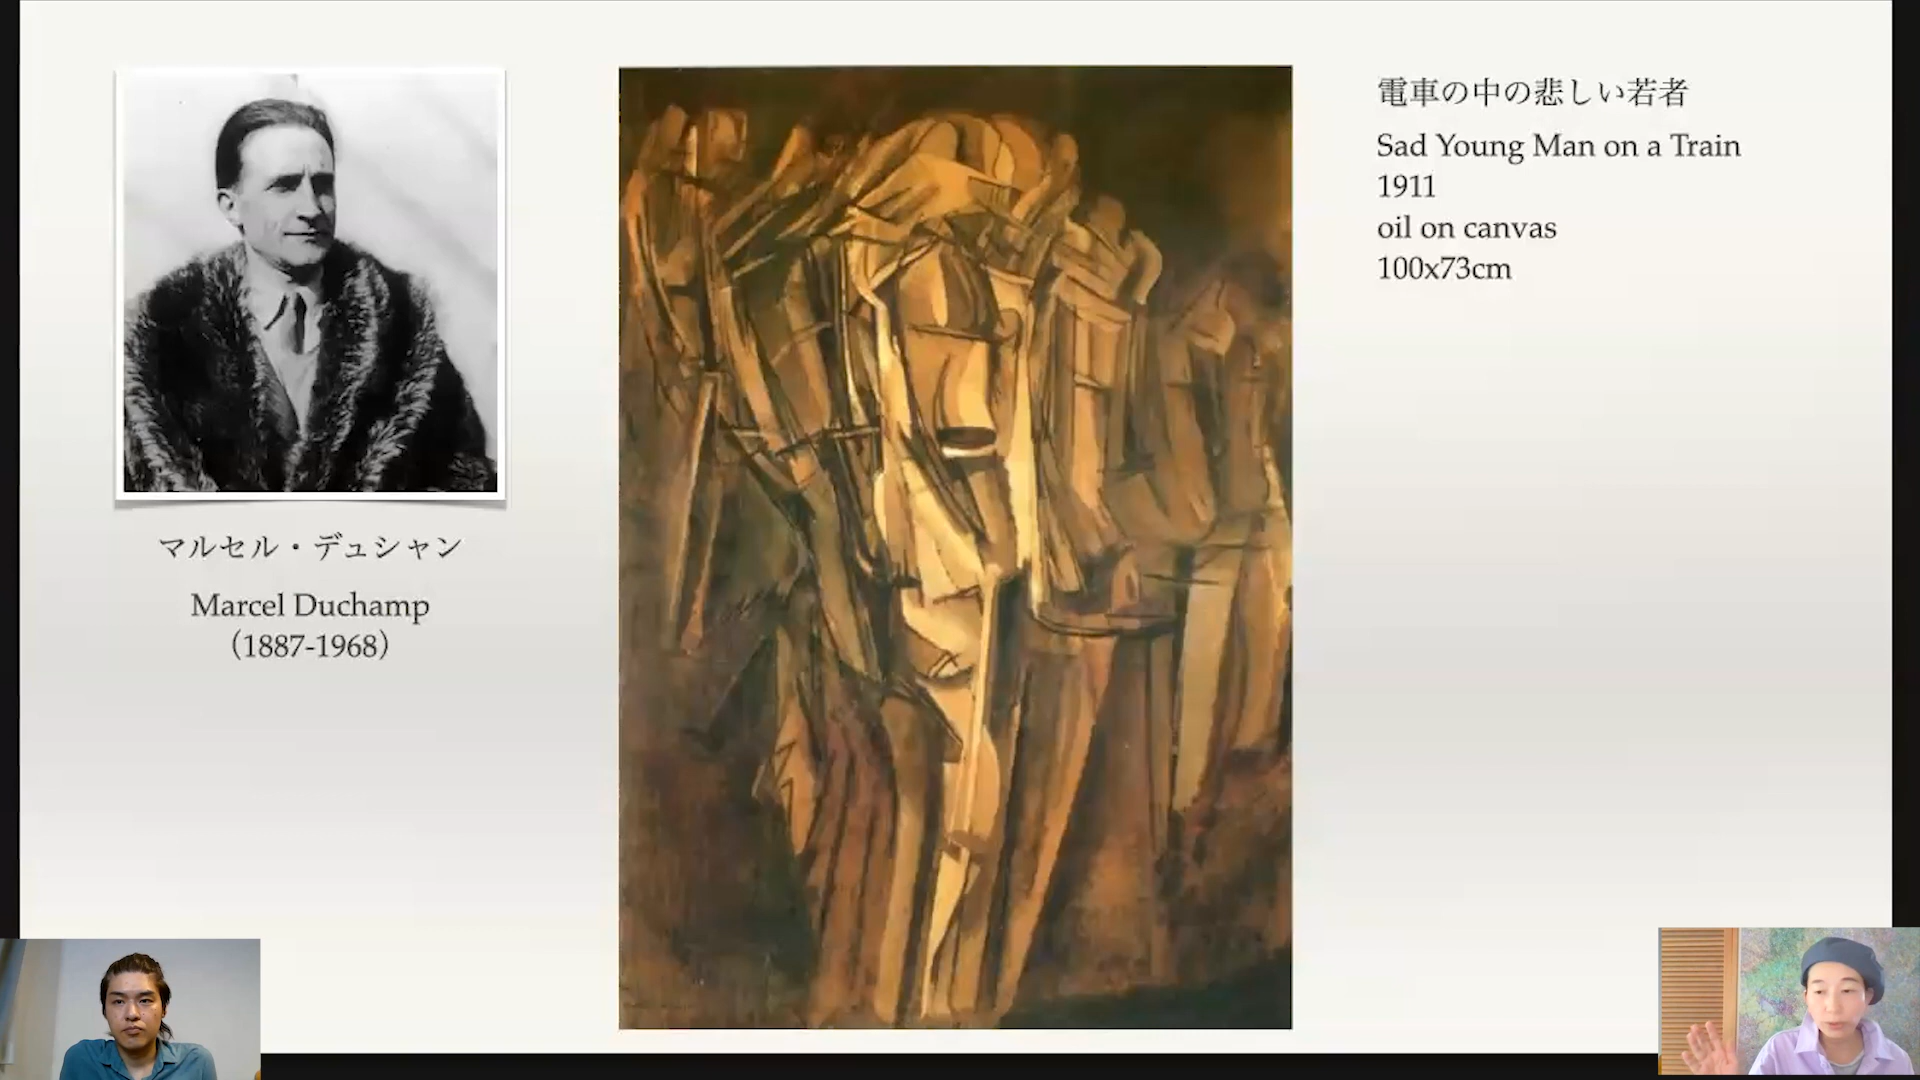 マルセル・デュシャン
Marcel Duchamp
（1887-1968）
電車の中の悲しい若者
Sad Young Man on a Train
1911
oil on canvas
100x73cm